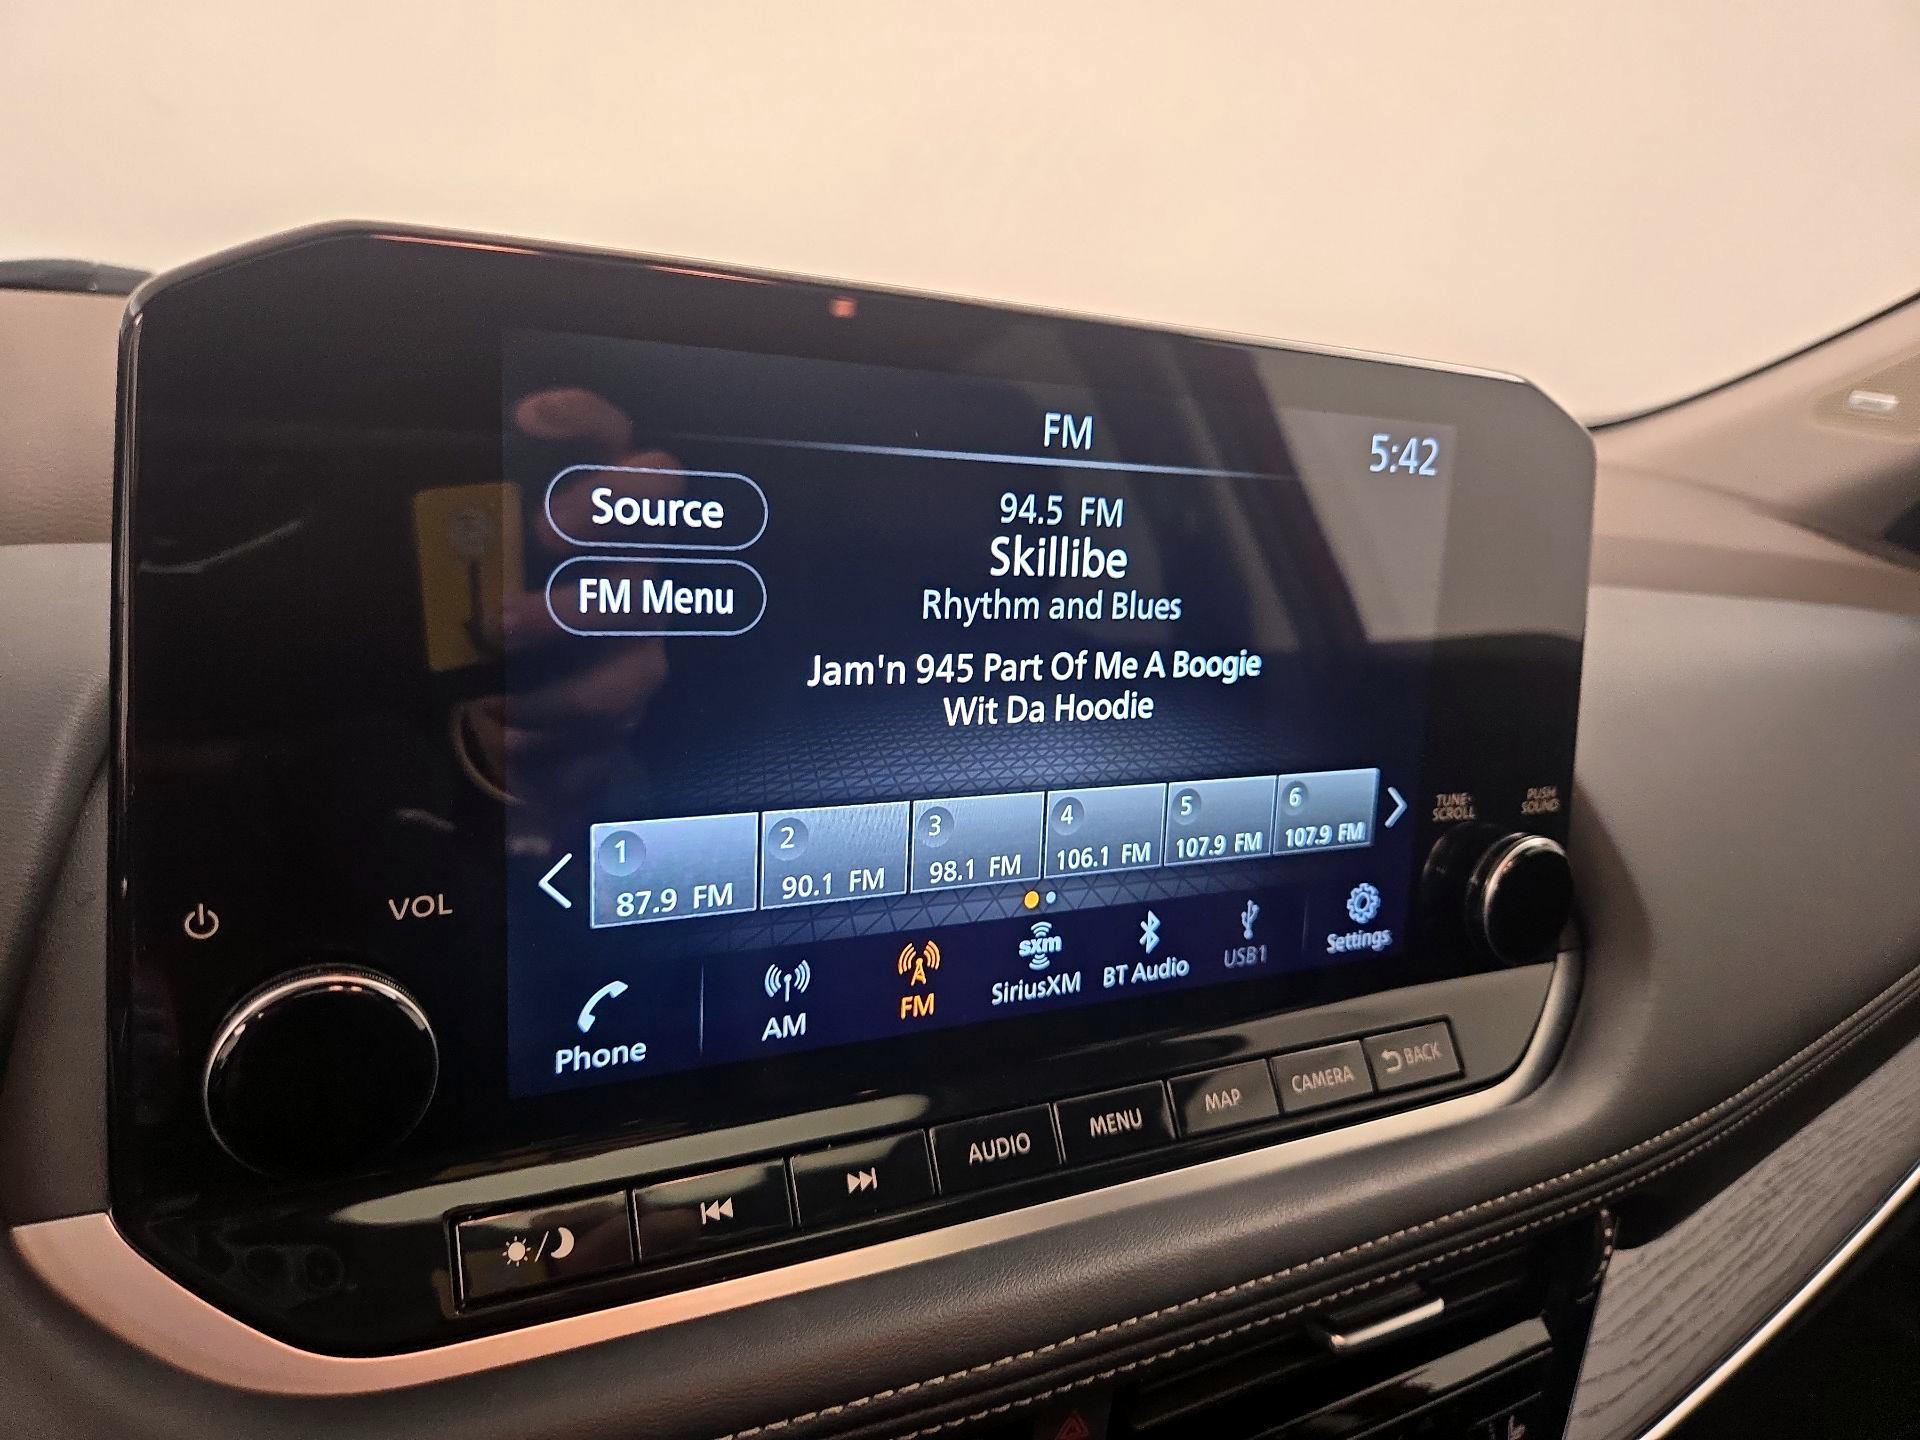 FM
5:42
Source
94.5 FM
Skillibe
FM Menu
Rhythm and Blues
Jam'n 945 Part Of Me A Boogie
Wit Da Hoodie
TUNE-
SCROLL
PUSH
SOUND
1
2
3
4
5
6
87.9 FM
90.1 FM
98.1 FM
106.1 FM
107.9 FM
107.9 FM
VOL
Phone
AM
FM
sxm
SiriusXM
BT Audio
USB1
Settings
AUDIO
MENU
MAP
CAMERA
BACK